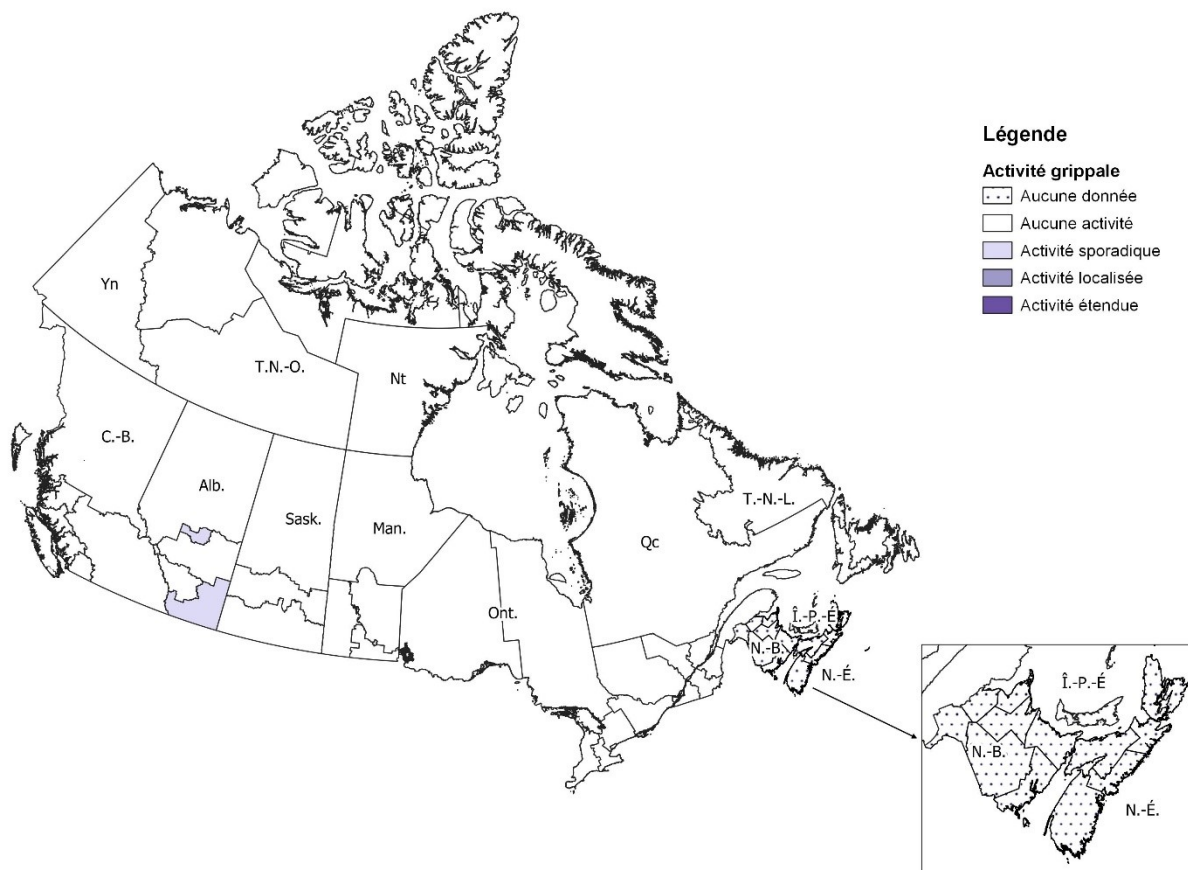 Légende
Activité grippale
Aucune donnée
Aucune activité
Activité sporadique
Activité localisée
Activité étendue
Yn
T.N.-O.
Nt
C.-B.
Alb.
Sask.
Man.
Ont.
Qc
T.-N.-L.
Î.-P.-É
N.-B.
N.-É.
Î.-P.-É
N.-B.
N.-É.